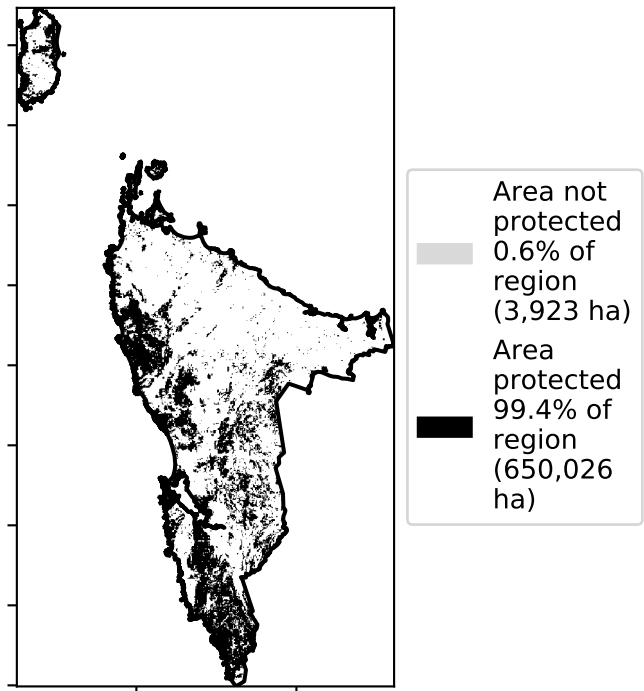 Area not
protected
0.6% of
region
(3,923 ha)
Area
protected
99.4% of
region
(650,026
ha)